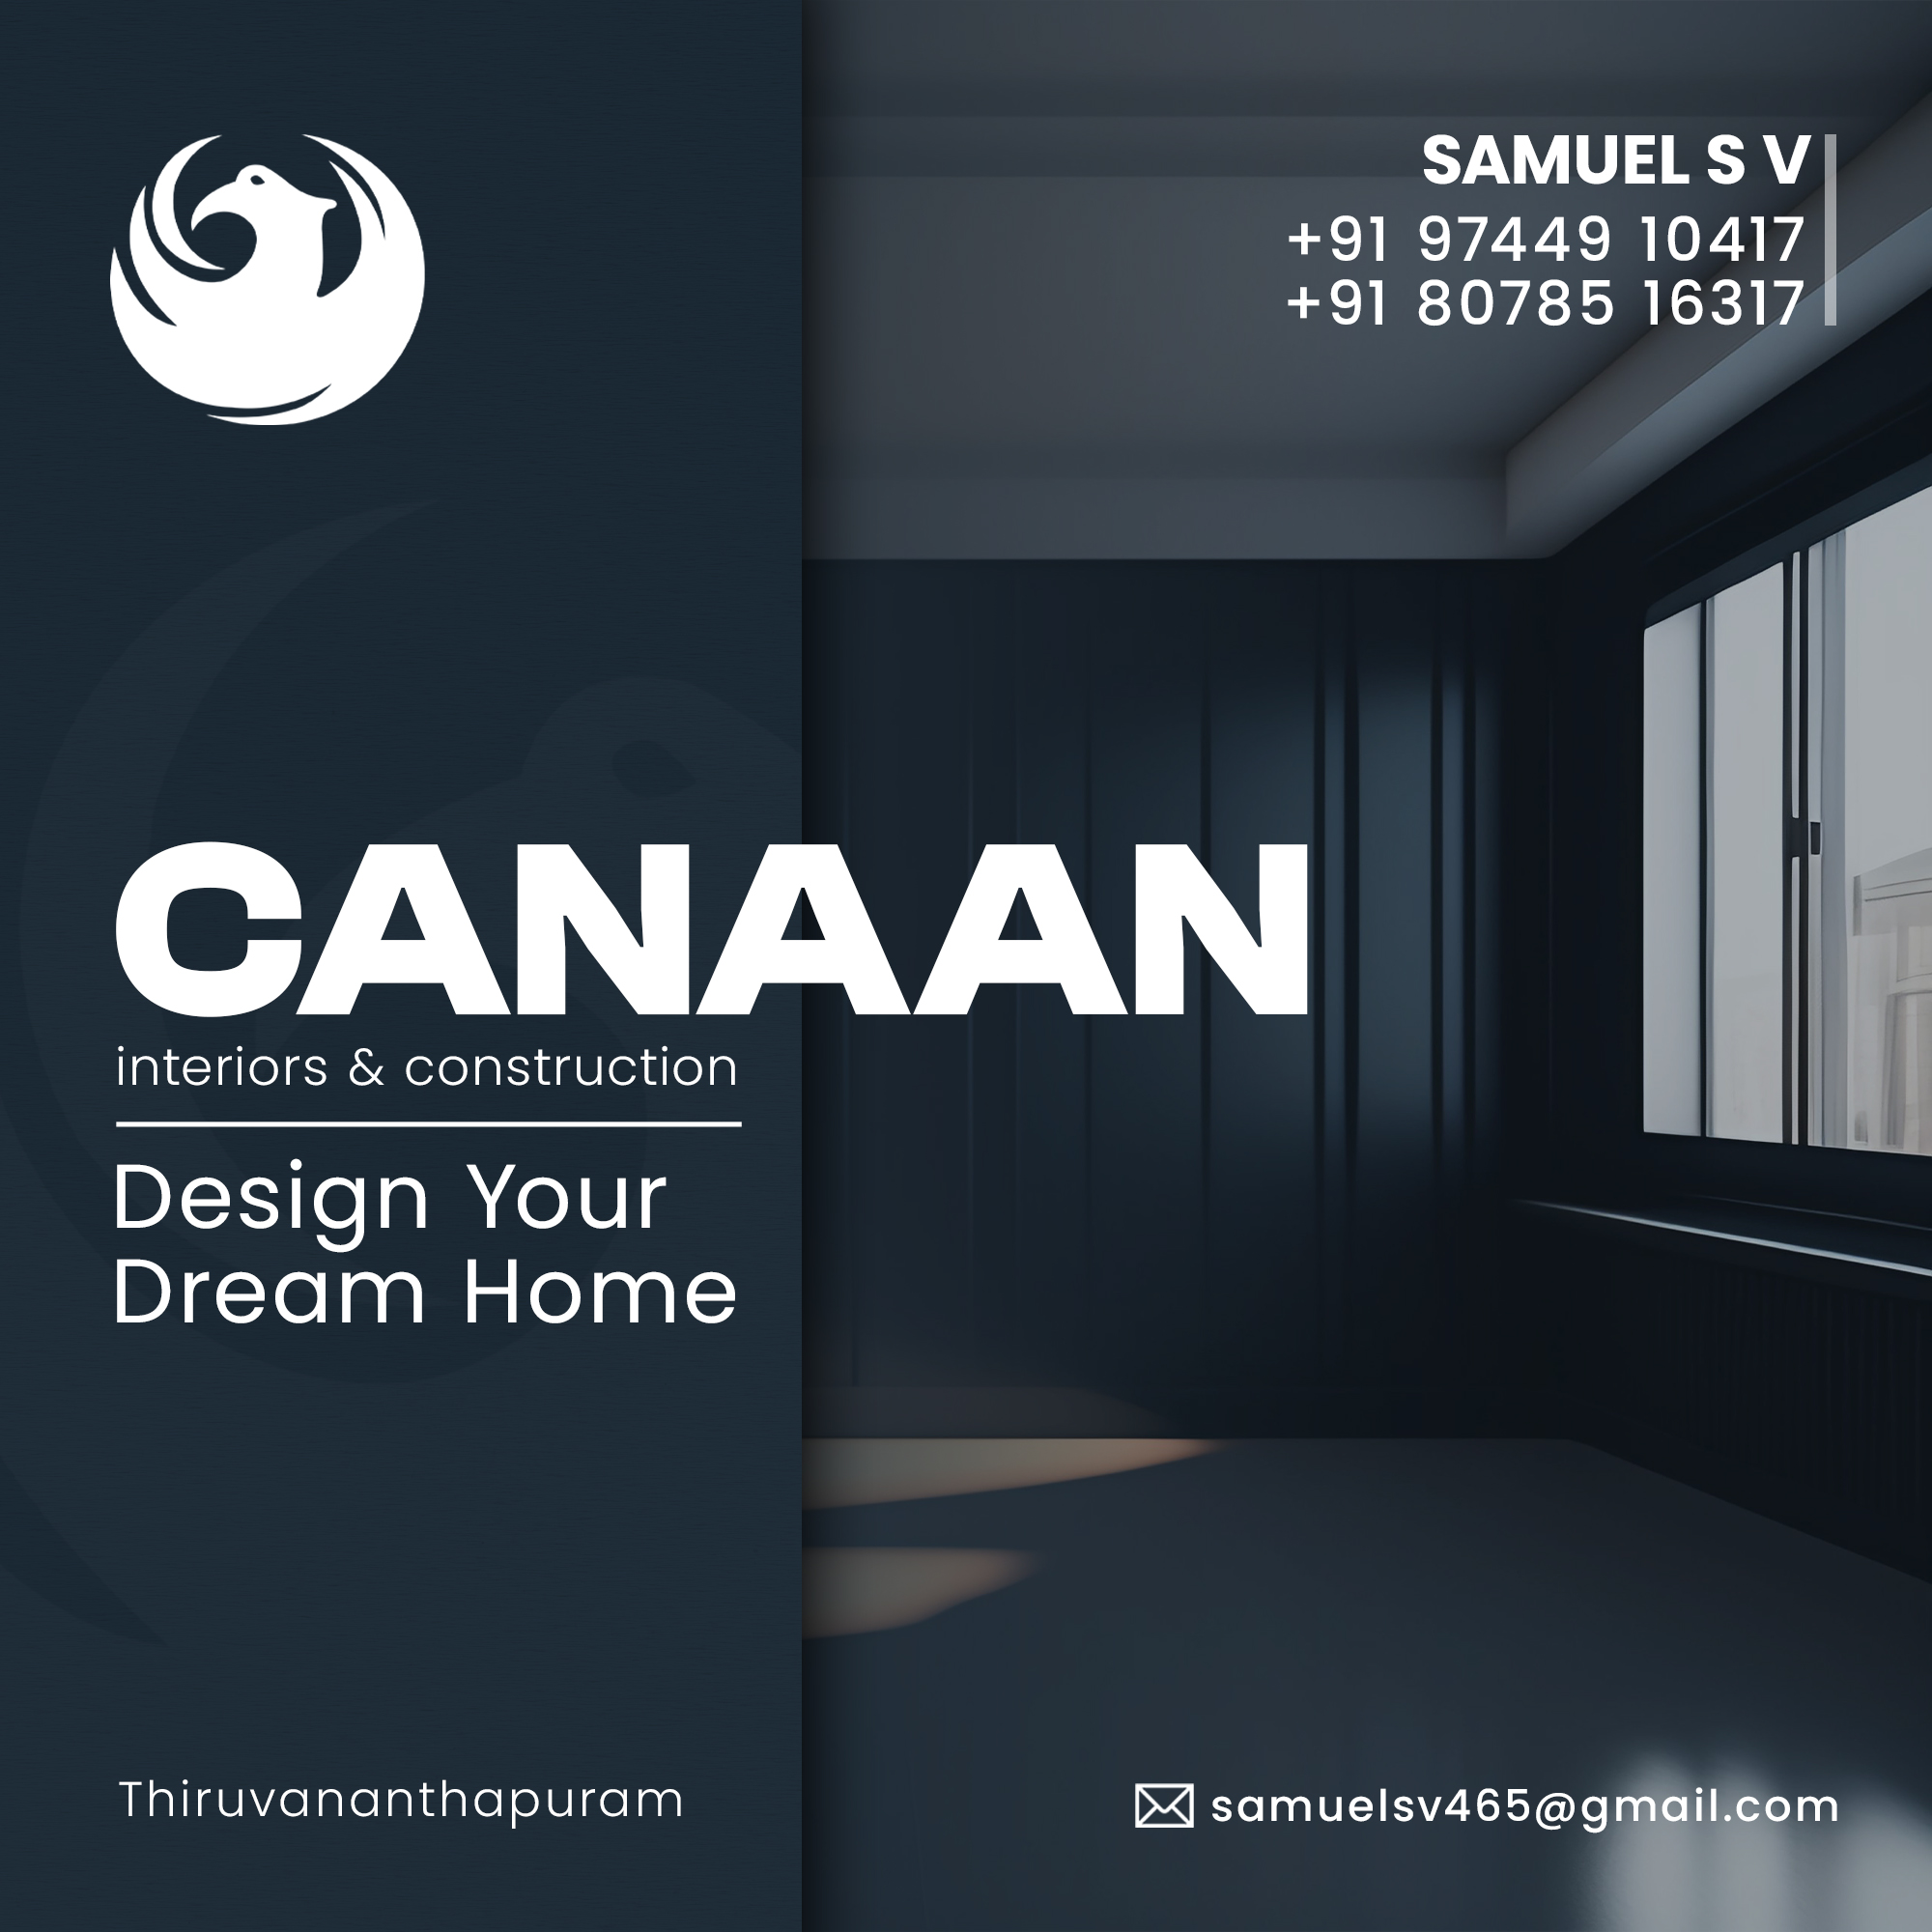 SAMUEL S V
+91 97449 10417
+91 80785 16317
CANAAN
interiors & construction
Design Your
Dream Home
Thiruvananthapuram
samuelsv465@gmail.com